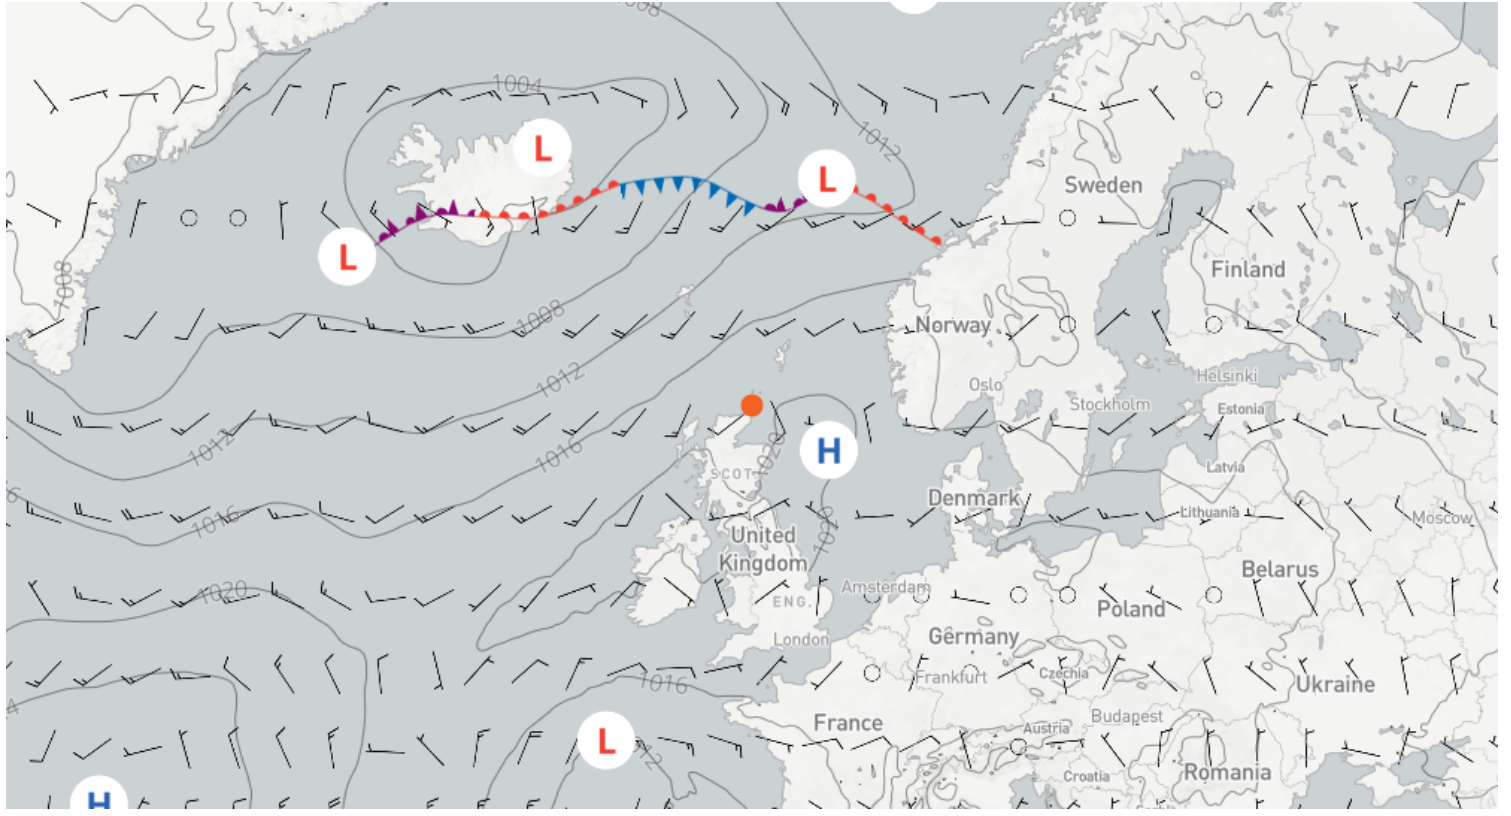 1008
1004
L
1012
L
Sweden
L
1008
Finland
1008
Norway
Helsinki
1012
Oslo
Stockholm
Estonia
1012
1016
1020
H
SCOT.
Latvia
Denmark
1016
1020
Lithuania
Moscow
United
Kingdom
Belarus
1020
Amsterdam
ENG.
Poland
London
Germany
1016
Frankfurt
Czechia
Ukraine
France
Budapest
Austria
L
1012
Croatia
Romania
H